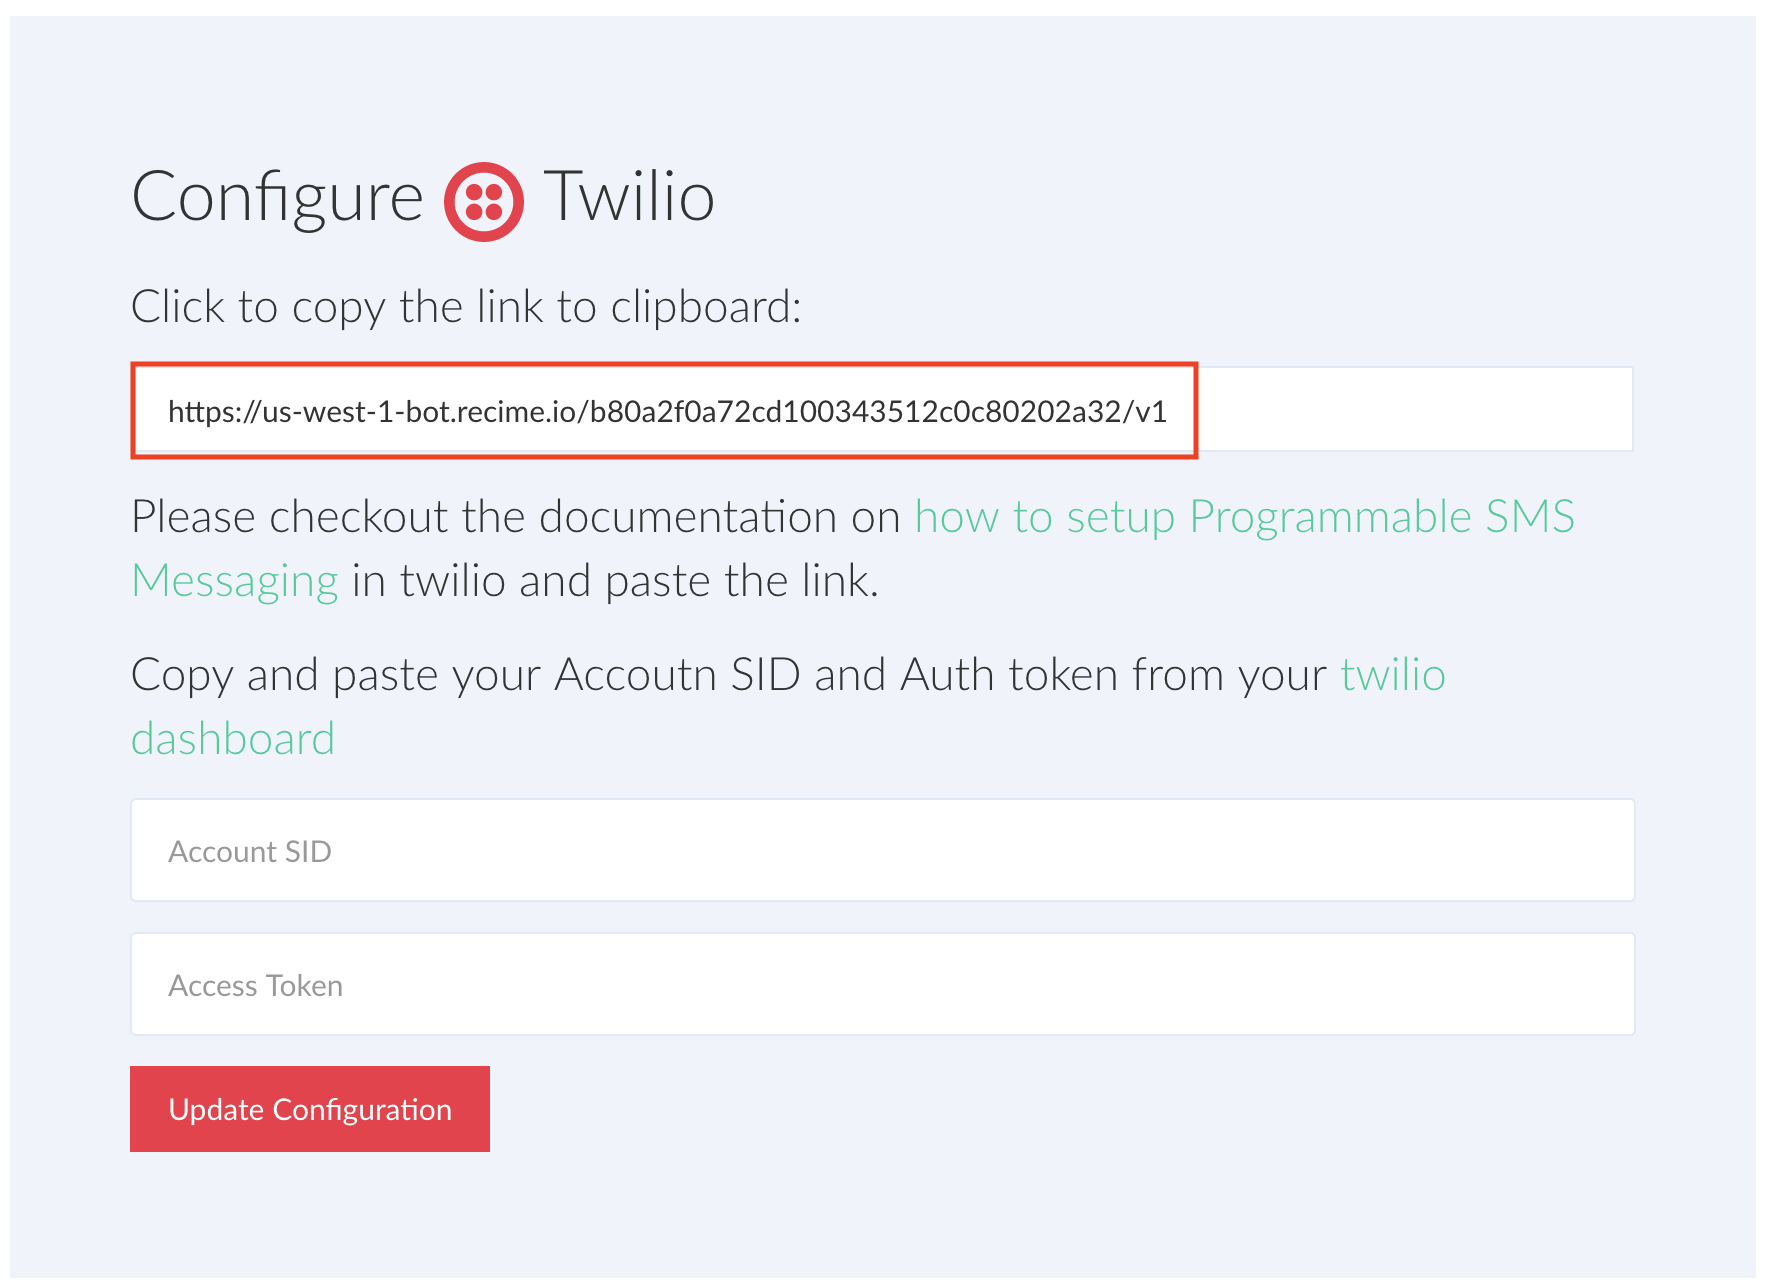 Configure Twilio
Click to copy the link to clipboard:
https://us-west-1-bot.recime.io/b80a2f0a72cd100343512c0c80202a32/v1
Please checkout the documentation on how to setup Programmable SMS
Messaging in twilio and paste the link.
Copy and paste your Accoutn SID and Auth token from your twilio
dashboard
Account SID
Access Token
Update Configuration